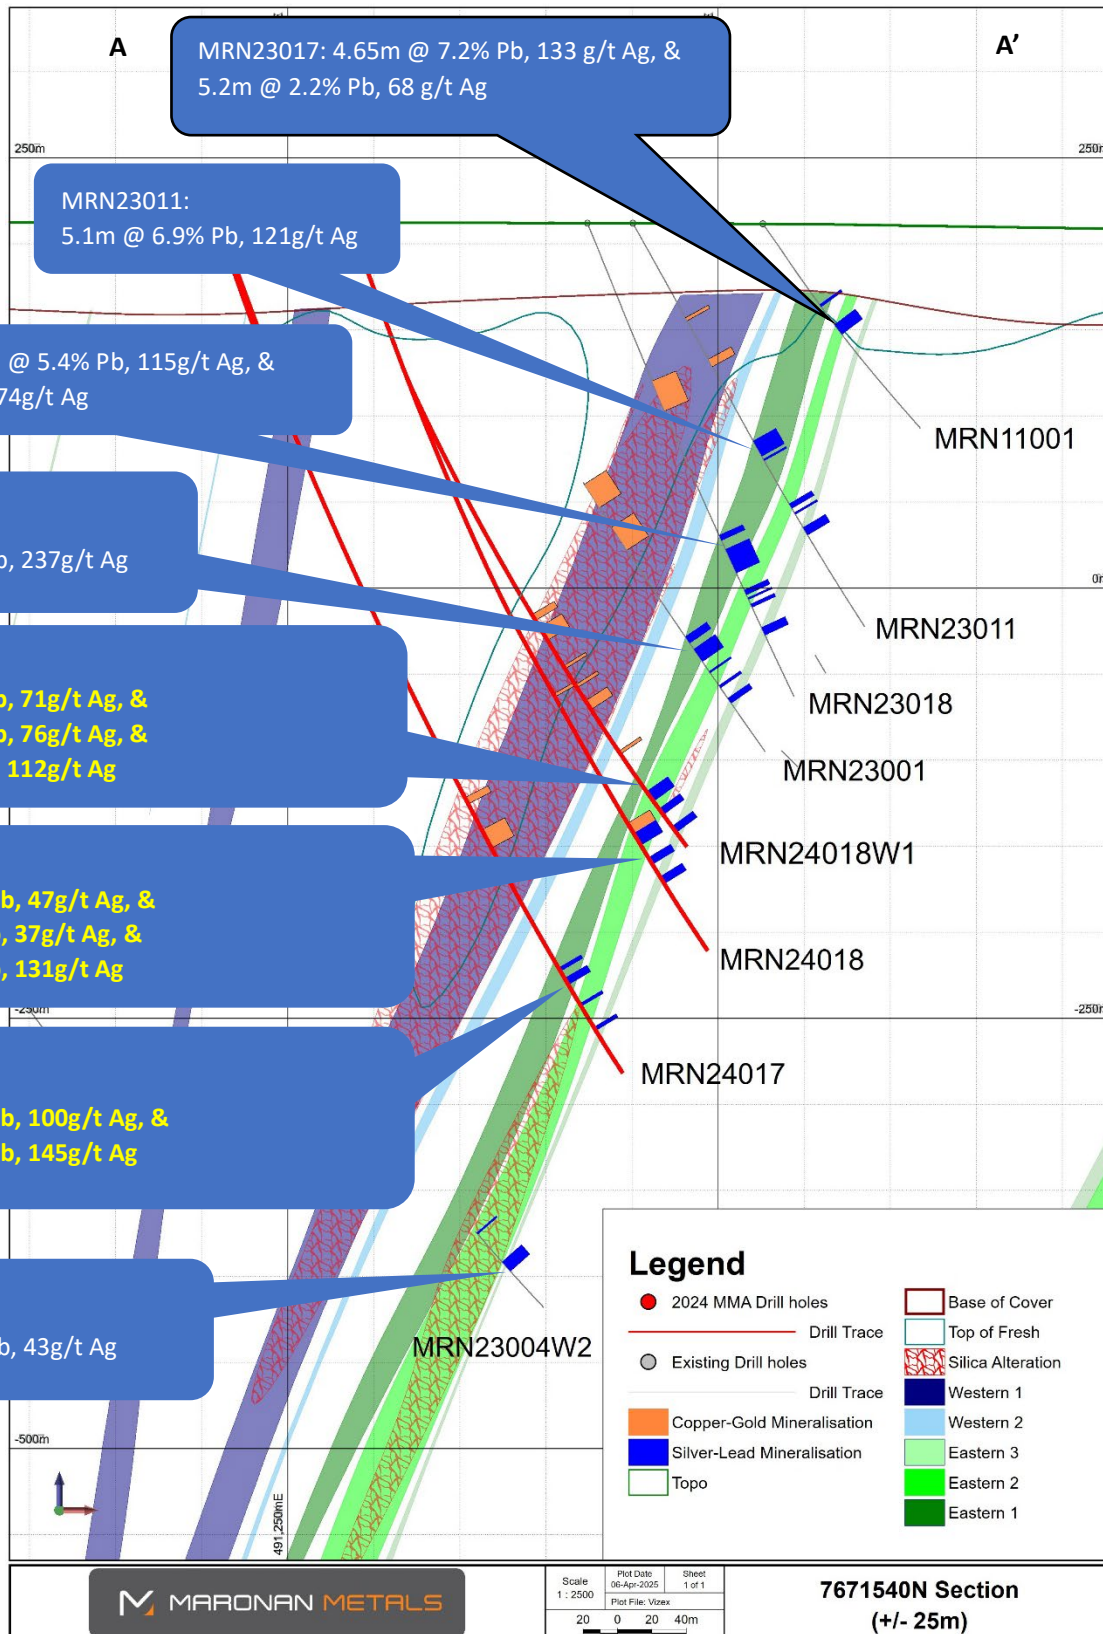 A
A'
MRN23017: 4.65m @ 7.2% Pb, 133 g/t Ag, &
5.2m @ 2.2% Pb, 68 g/t Ag
250m
250m
MRN23011:
5.1m @ 6.9% Pb, 121g/t Ag
@ 5.4% Pb, 115g/t Ag, &
74g/t Ag
MRN11001
b, 237g/t Ag
0m
MRN23011
b, 71g/t Ag, &
b, 76g/t Ag, &
112g/t Ag
MRN23018
MRN23001
MRN24018W1
b, 47g/t Ag, &
, 37g/t Ag, &
, 131g/t Ag
MRN24018
-250m
-250m
MRN24017
b, 100g/t Ag, &
b, 145g/t Ag
b, 43g/t Ag
MRN23004W2
-500m
491,250mE
Legend
2024 MMA Drill holes
Drill Trace
Existing Drill holes
Drill Trace
Copper-Gold Mineralisation
Silver-Lead Mineralisation
Topo
Base of Cover
Top of Fresh
Silica Alteration
Western 1
Western 2
Eastern 3
Eastern 2
Eastern 1
MARONAN METALS
Scale
1 : 2500
Plot Date
06-Apr-2025
Sheet
1 of 1
Plot File: Vizex
20 0 20 40m
7671540N Section
(+/- 25m)